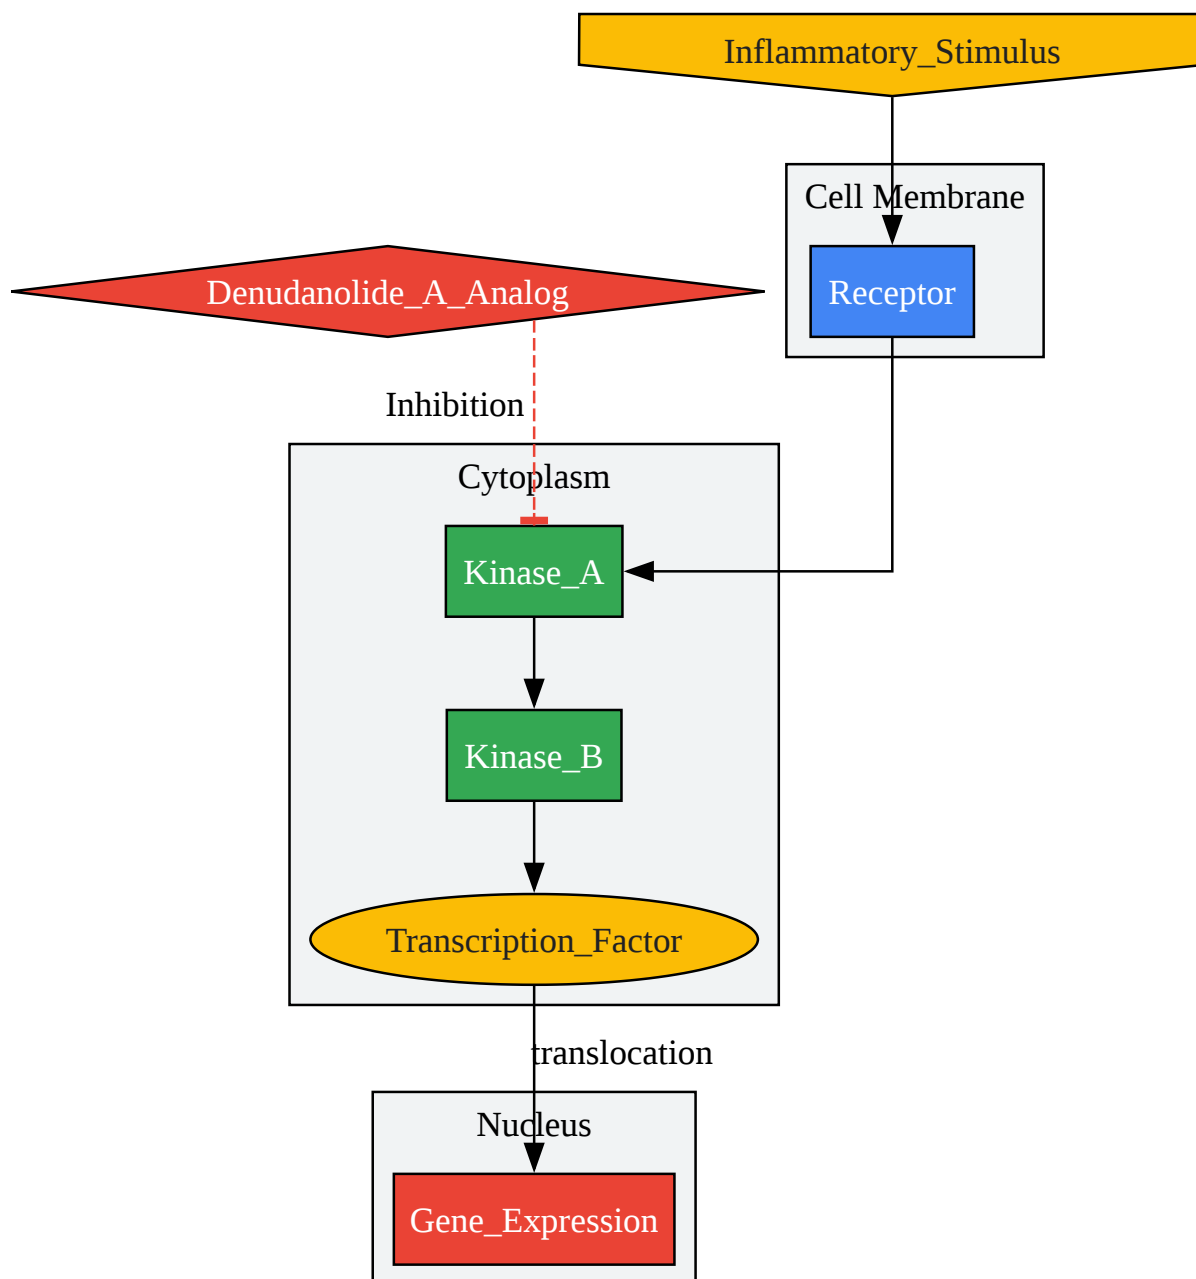 Inflammatory_Stimulus
Cell Membrane
Receptor
Denudanolide_A_Analog
Inhibition
Cytoplasm
Kinase_A
Kinase_B
Transcription_Factor
translocation
Nucleus
Gene_Expression